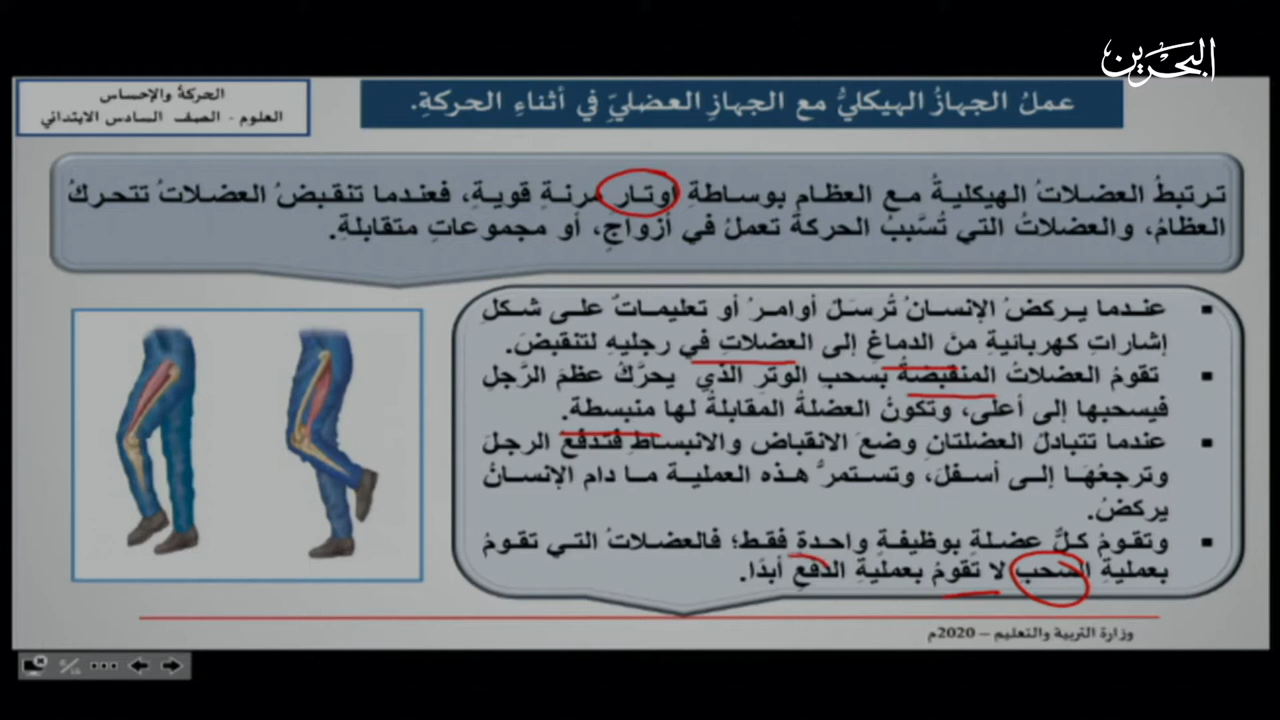 البحرين
عملُ الجهازُ الهيكليُّ مع الجهازِ العضليِّ في أثناءِ الحركةِ.
الحركةُ والإحساس
العلوم - الصف السادس الابتدائي
ترتبطُ العضلاتُ الهيكليةُ مع العظام بوساطةِ اوتار مرنةِ قويةِ، فعندما تنقبضُ العضلاتُ تتحركُ
العظامُ، والعضلاتُ التي تُسَّببُ الحركةَ تعملُ في أزواجٍ، أو مجموعاتٍ متقابلةِ.
▪ عندما يركضُ الإنسانُ تُرسَلُ أوامرُ أو تعليماتٌ على شكلِ
إشاراتِ كهربائيةِ منَ الدماغِ إلى العضلاتِ في رجليهِ لتنقبضَ.
▪ تقومُ العضلاتُ المنقبضةُ بسحبِ الوترِ الذي يحرّكُ عظمَ الرَّجلِ
فيسحبها إلى أعلى، وتكونُ العضلةُ المقابلةُ لها منبسطة.
▪ عندما تتبادلُ العضلتانِ وضعَ الانقباضِ والانبساطِ فتدفعُ الرجلَ
وترجعُهَا إلى أسفلَ، وتستمرُّ هذه العملية ما دام الإنسانُ
يركضُ.
▪ وتقومُ كلُّ عضلةِ بوظيفةِ واحدةِ فقط؛ فالعضلاتُ التي تقومُ
بعمليةِ السَّحبِ لا تقومُ بعمليةِ الدفعِ أبدًا.
وزارة التربية والتعليم – 2020م